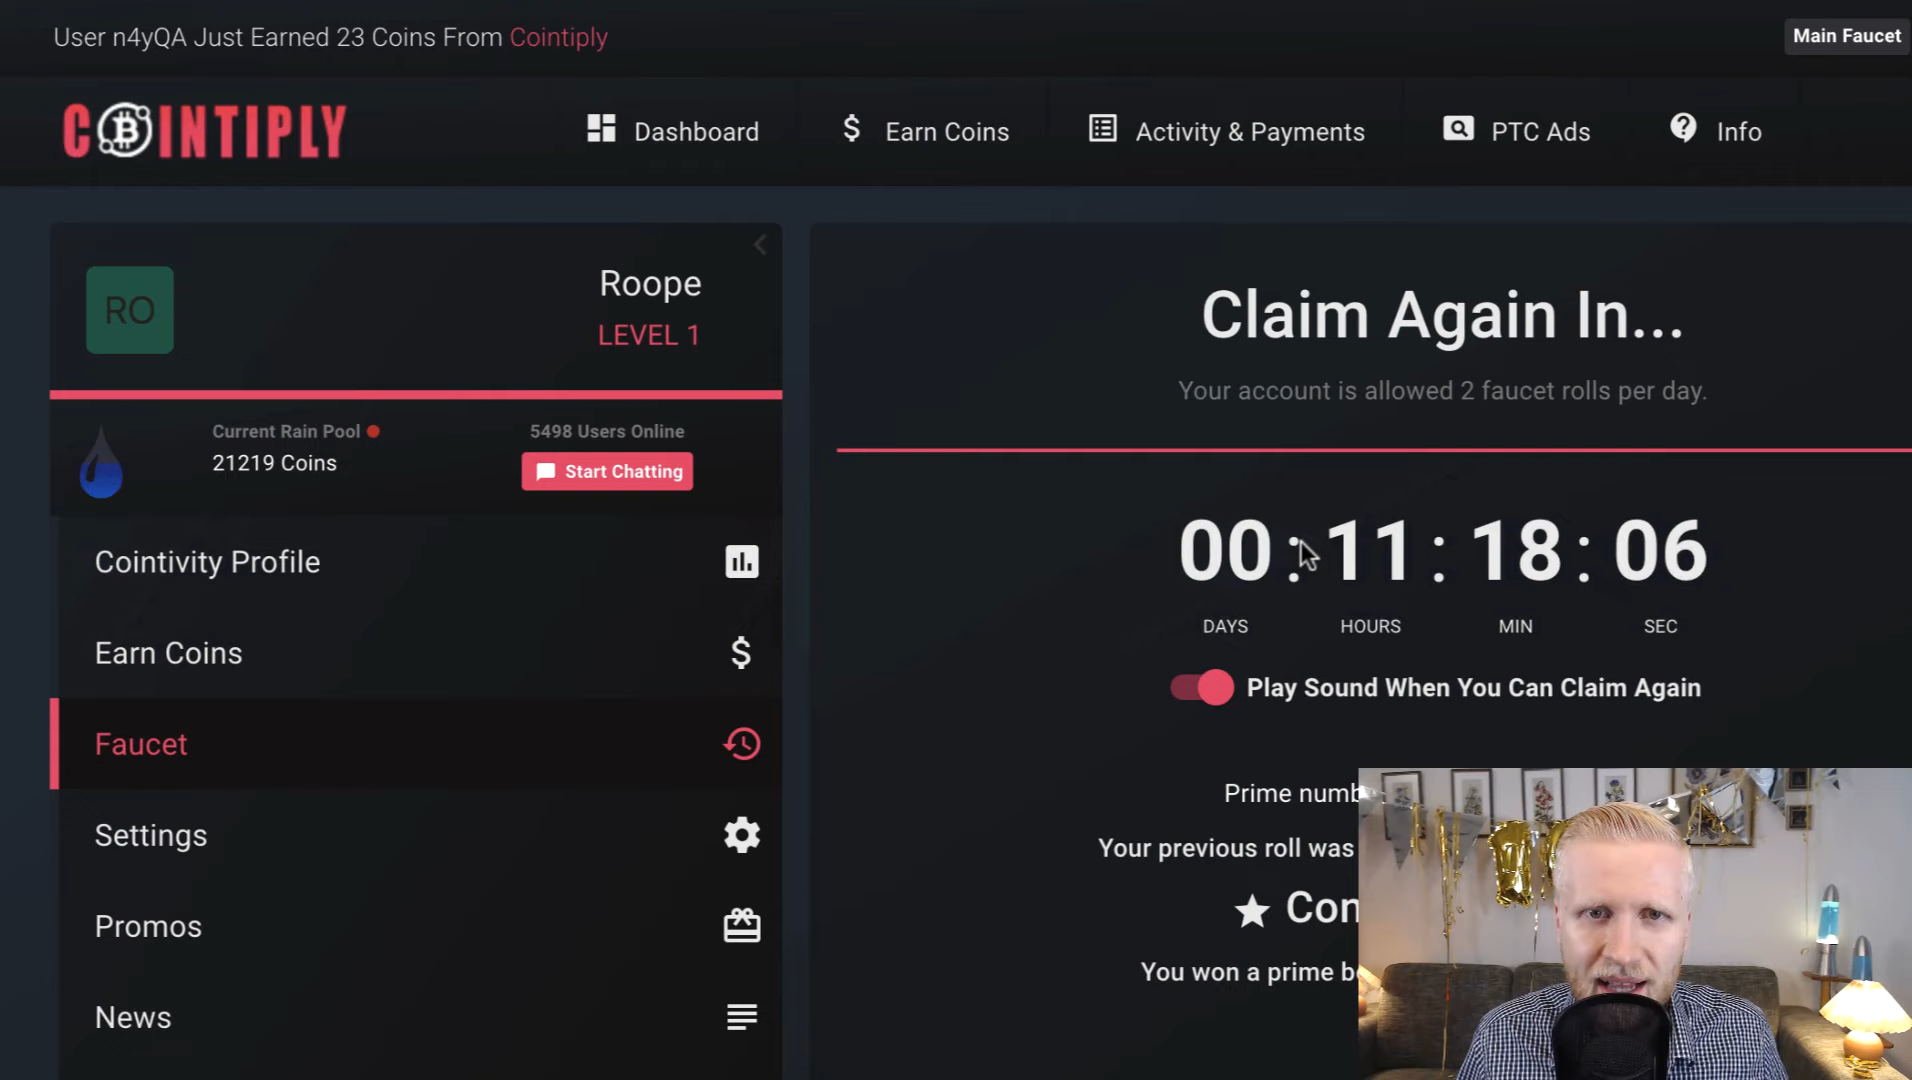 User n4yQA Just Earned 23 Coins From Cointiply
Main Faucet
COINTIPLY
Dashboard
Earn Coins
Activity & Payments
PTC Ads
Info
RO
Roope
LEVEL 1
Current Rain Pool
21219 Coins
5498 Users Online
Start Chatting
Cointivity Profile
Earn Coins
Faucet
Settings
Promos
News
Claim Again In...
Your account is allowed 2 faucet rolls per day.
00 : 11 : 18 : 06
DAYS HOURS MIN SEC
Play Sound When You Can Claim Again
Prime
Your previous roll was
You won a prime